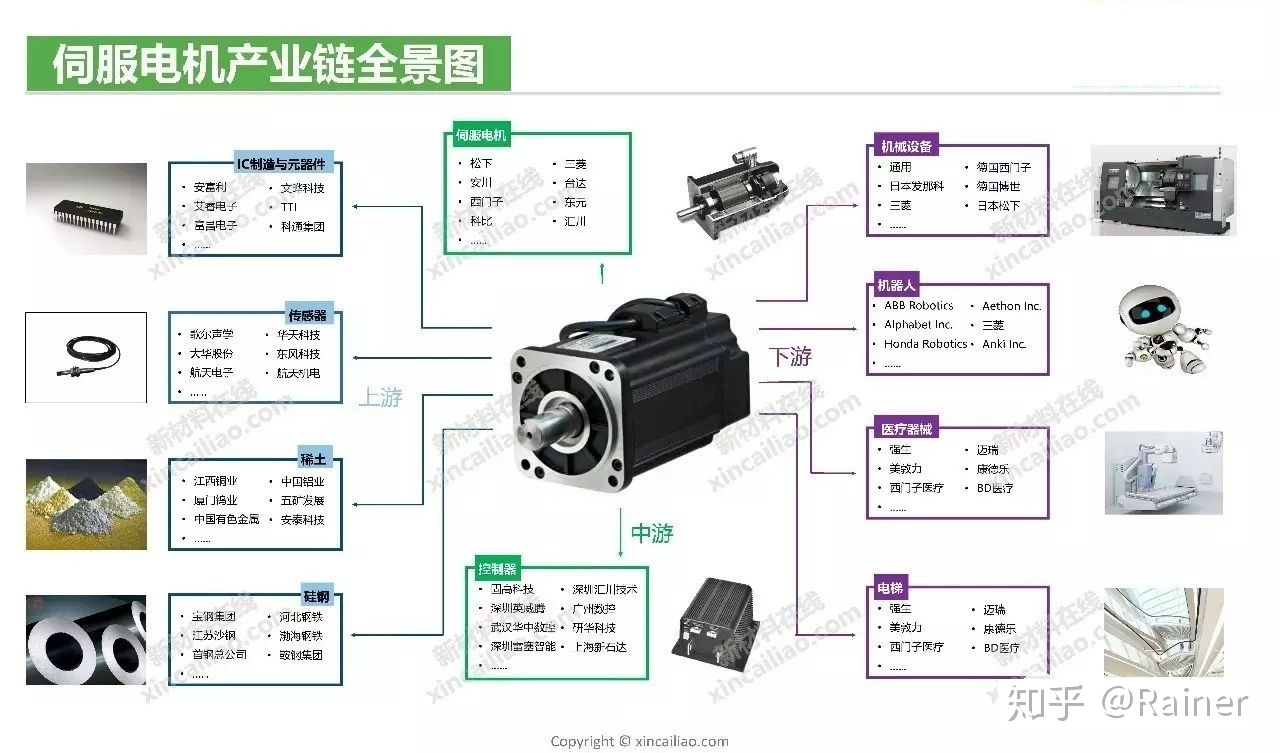 伺服电机产业链全景图
IC制造与元器件
• 安富利
• 艾睿电子
• 富昌电子
• ......
• 文晔科技
• TTI
• 科通集团
传感器
• 歌尔声学
• 大华股份
• 航天电子
• ......
• 华天科技
• 东风科技
• 航天机电
上游
稀土
• 江西铜业
• 厦门钨业
• 中国有色金属
• ......
• 中国铝业
• 五矿发展
• 安泰科技
硅钢
• 宝钢集团
• 江苏沙钢
• 首钢总公司
• ......
• 河北钢铁
• 渤海钢铁
• 鞍钢集团
伺服电机
• 松下
• 安川
• 西门子
• 科比
• ......
• 三菱
• 台达
• 东元
• 汇川
中游
控制器
• 固高科技
• 深圳英威腾
• 武汉华中数控
• 深圳雷赛智能
• ......
• 深圳汇川技术
• 广州数控
• 研华科技
• 上海新石达
下游
机械设备
• 通用
• 日本发那科
• 三菱
• ......
• 德国西门子
• 德国博世
• 日本松下
机器人
• ABB Robotics
• Alphabet Inc.
• Honda Robotics
• ......
• Aethon Inc.
• 三菱
• Anki Inc.
医疗器械
• 强生
• 美敦力
• 西门子医疗
• ......
• 迈瑞
• 康德乐
• BD医疗
电梯
• 强生
• 美敦力
• 西门子医疗
• ......
• 迈瑞
• 康德乐
• BD医疗
新材料在线
xincailiao.com
知乎 @Rainer
Copyright © xincailiao.com